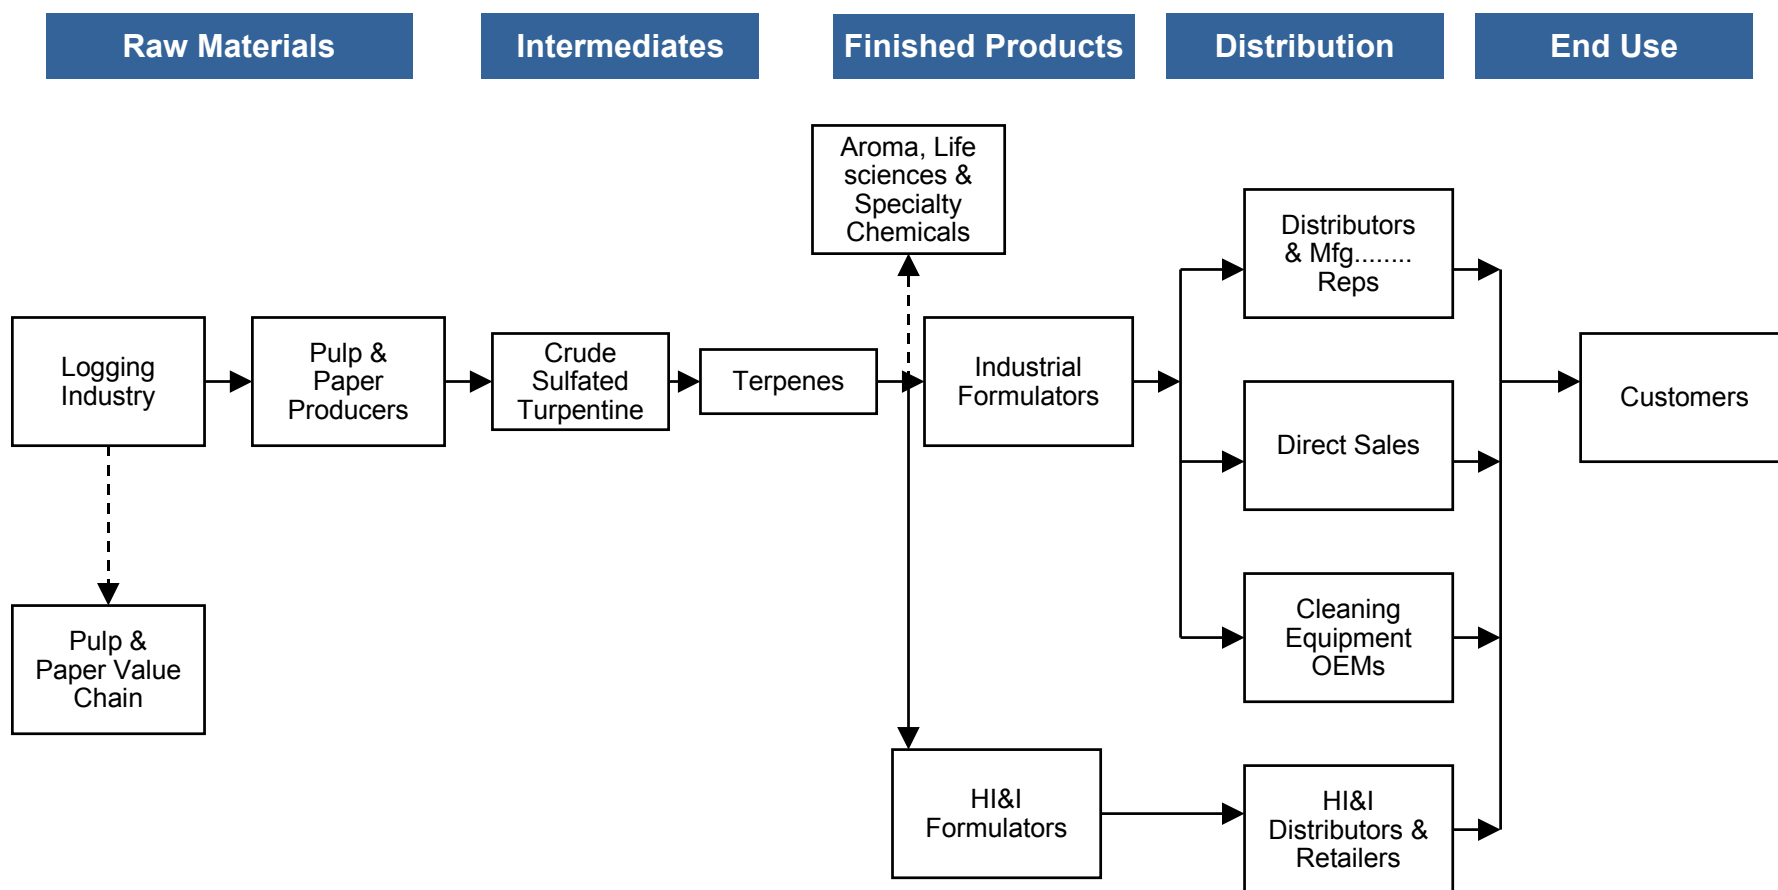 Raw Materials
Intermediates
Finished Products
Distribution
End Use
Aroma, Life
sciences &
Specialty
Chemicals
Distributors
& Mfg........
Reps
Logging
Industry
Pulp &
Paper
Producers
Crude
Sulfated
Turpentine
Terpenes
Industrial
Formulators
Direct Sales
Customers
Cleaning
Equipment
OEMs
Pulp &
Paper Value
Chain
HI&I
Formulators
HI&I
Distributors &
Retailers